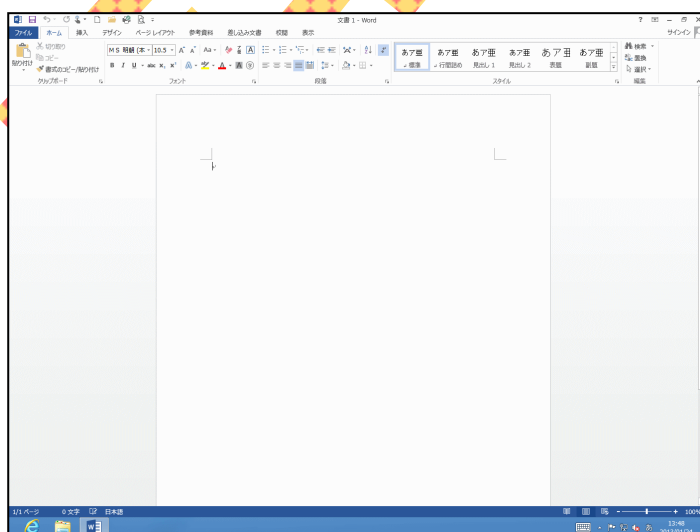 文書 1 - Word
サインイン
ファイル ホーム 挿入 デザイン ページ レイアウト 参考資料 差し込み文書 校閲 表示
切り取り
コピー
書式のコピー/貼り付け
貼り付け
クリップボード
MS 明朝 (本 10.5
B I U abc x₂ x²
フォント
段落
あア亜 あア亜 あア亜 あア亜 あア亜 あア亜
標準 行間詰め 見出し 1 見出し 2 表題 副題
スタイル
検索
置換
選択
編集
1/1 ページ 0 文字 日本語
100%
13:48